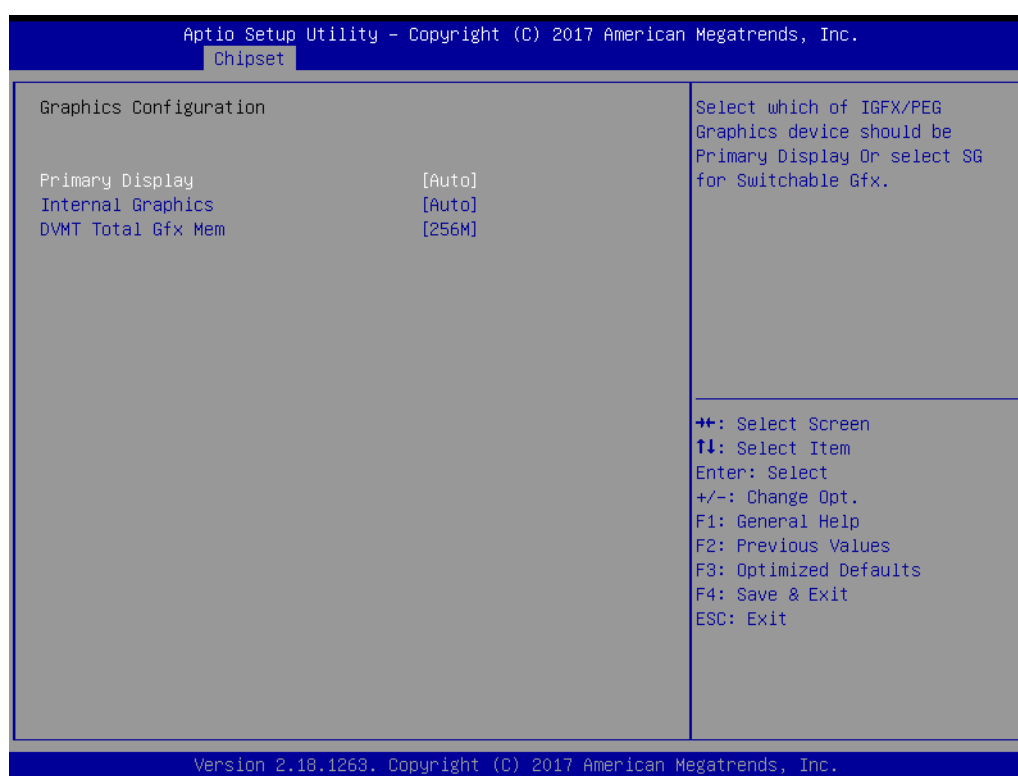 Aptio Setup Utility – Copyright (C) 2017 American Megatrends, Inc.
Chipset
Graphics Configuration
Primary Display [Auto]
Internal Graphics [Auto]
DVMT Total Gfx Mem [256M]
Select which of IGFX/PEG
Graphics device should be
Primary Display Or select SG
for Switchable Gfx.
→←: Select Screen
↑↓: Select Item
Enter: Select
+/-: Change Opt.
F1: General Help
F2: Previous Values
F3: Optimized Defaults
F4: Save & Exit
ESC: Exit
Version 2.18.1263. Copyright (C) 2017 American Megatrends, Inc.